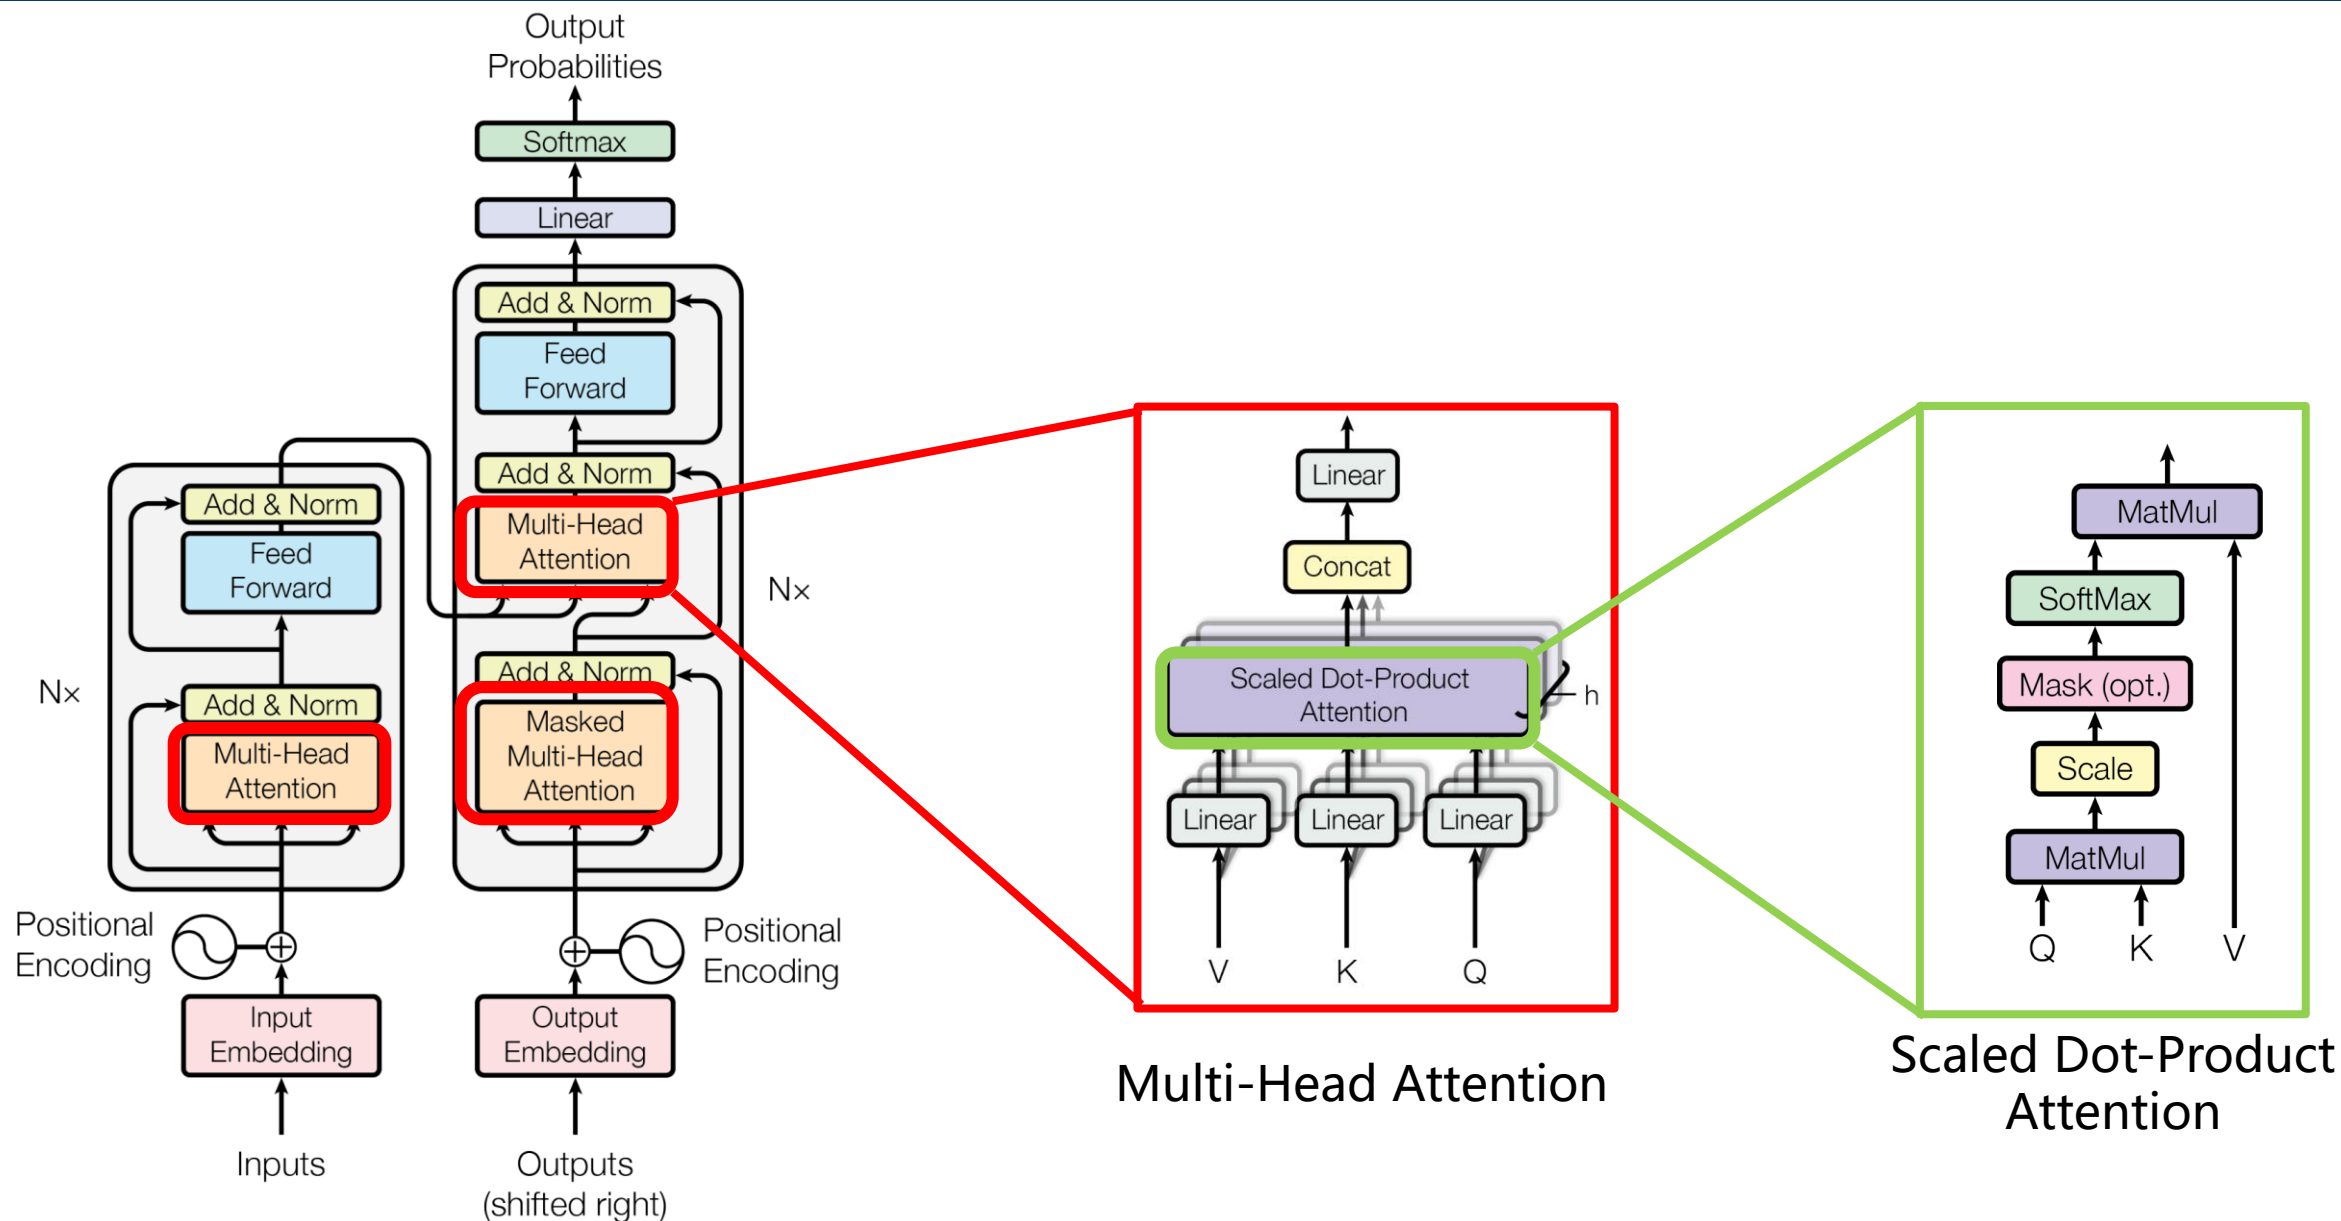 Output
Probabilities
Softmax
Linear
Add & Norm
Feed
Forward
Add & Norm
Multi-Head
Attention
Nx
Add & Norm
Masked
Multi-Head
Attention
Positional
Encoding
Output
Embedding
Outputs
(shifted right)
Add & Norm
Feed
Forward
Nx
Add & Norm
Multi-Head
Attention
Positional
Encoding
Input
Embedding
Inputs
Linear
Concat
Scaled Dot-Product
Attention
h
Linear
Linear
Linear
V
K
Q
Multi-Head Attention
MatMul
SoftMax
Mask (opt.)
Scale
MatMul
Q
K
V
Scaled Dot-Product
Attention